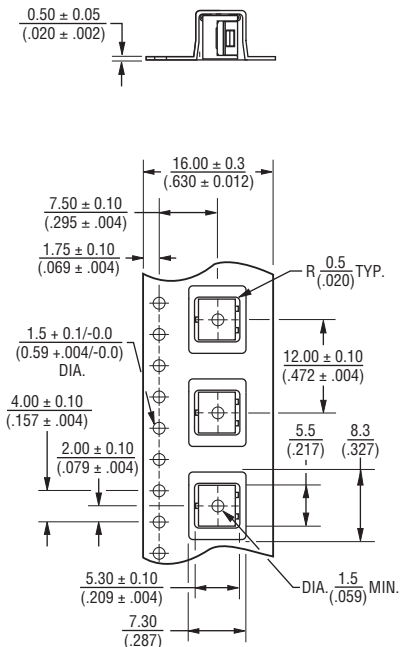 0.50 ± 0.05
(.020 ± .002)
16.00 ± 0.3
(.630 ± 0.012)
7.50 ± 0.10
(.295 ± .004)
1.75 ± 0.10
(.069 ± .004)
R 0.5 TYP.
(.020)
1.5 + 0.1/-0.0
(0.59 +.004/-0.0)
DIA.
12.00 ± 0.10
(.472 ± .004)
4.00 ± 0.10
(.157 ± .004)
5.5
(.217)
8.3
(.327)
2.00 ± 0.10
(.079 ± .004)
5.30 ± 0.10
(.209 ± .004)
DIA. 1.5 MIN.
(.059)
7.30
(.287)